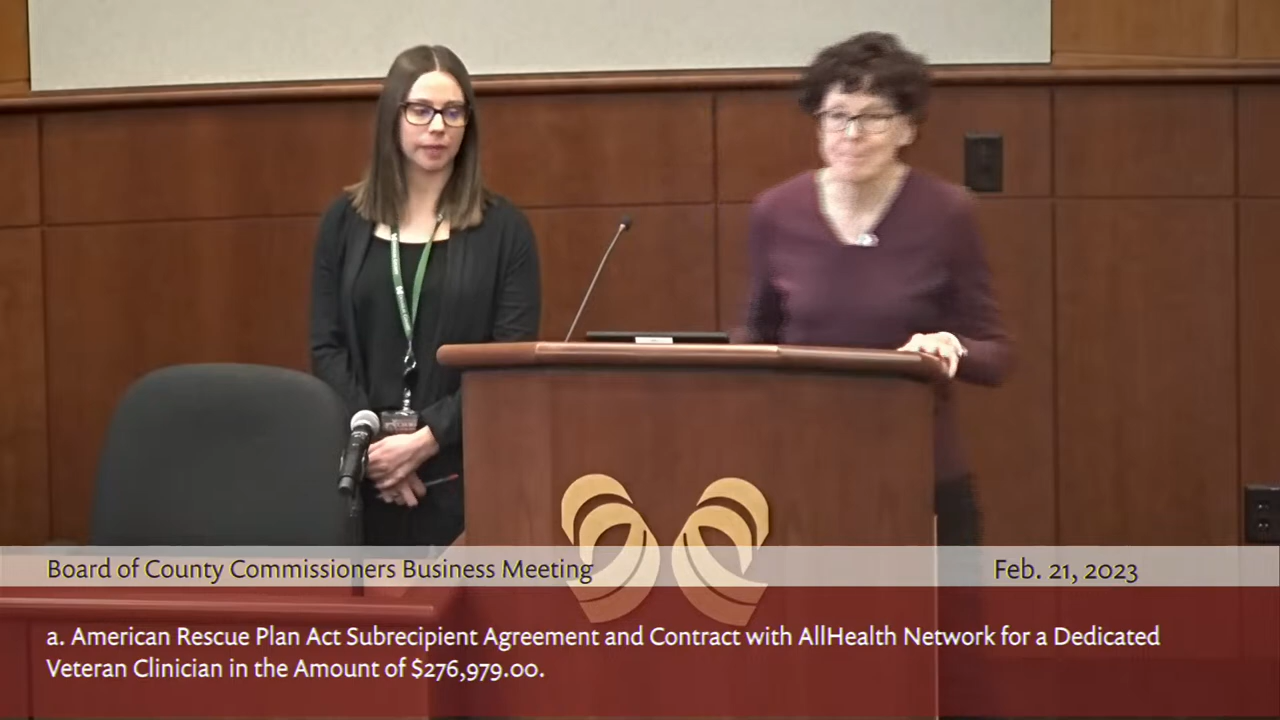 Board of County Commissioners Business Meeting
Feb. 21, 2023
a. American Rescue Plan Act Subrecipient Agreement and Contract with AllHealth Network for a Dedicated
Veteran Clinician in the Amount of $276,979.00.